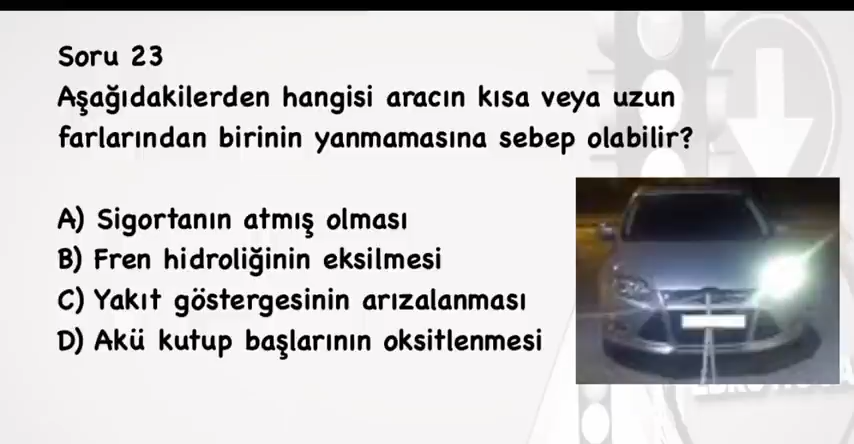 Soru 23
Aşağıdakilerden hangisi aracın kısa veya uzun
farlarından birinin yanmamasına sebep olabilir?
A) Sigortanın atmış olması
B) Fren hidroliğinin eksilmesi
C) Yakıt göstergesinin arızalanması
D) Akü kutup başlarının oksitlenmesi